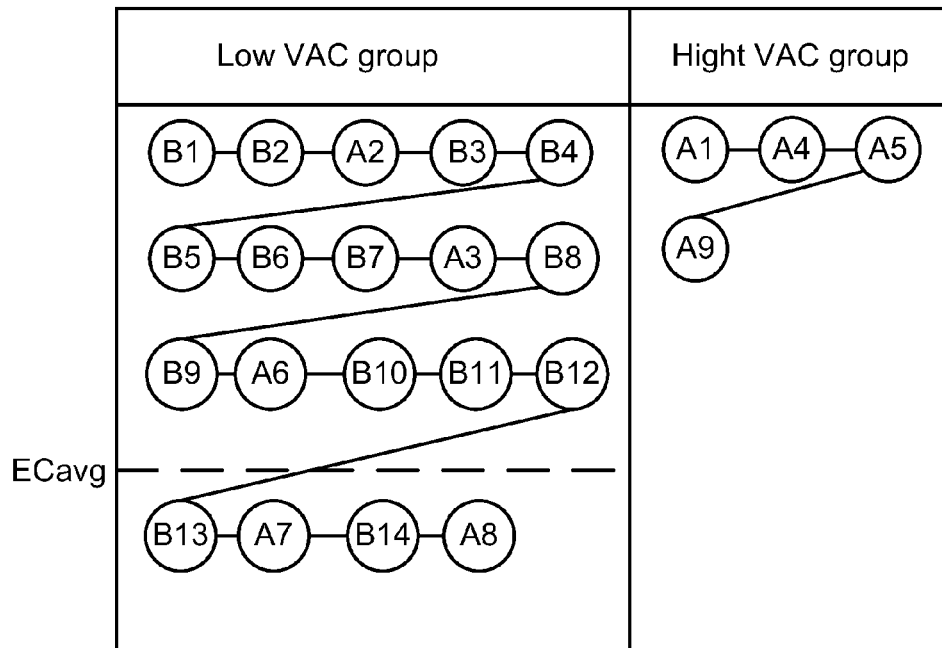 Low VAC group
Hight VAC group
B1 B2 A2 B3 B4
A1 A4 A5
B5 B6 B7 A3 B8
A9
B9 A6 B10 B11 B12
ECavg
B13 A7 B14 A8